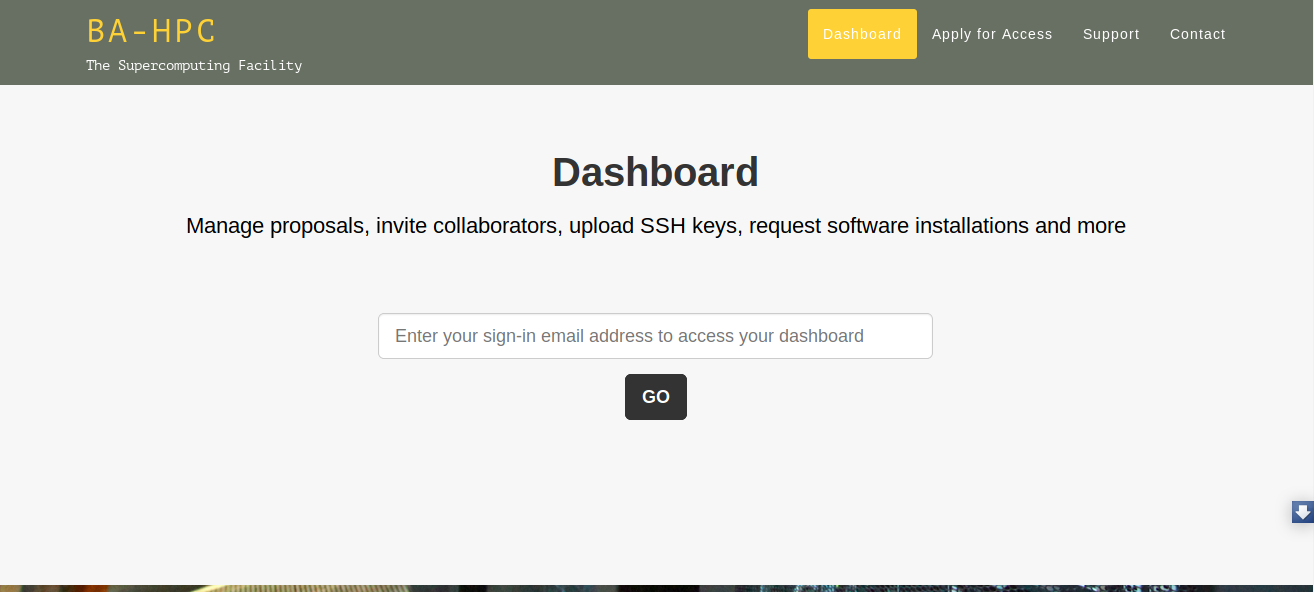 BA-HPC
The Supercomputing Facility
Dashboard
Apply for Access
Support
Contact
Dashboard
Manage proposals, invite collaborators, upload SSH keys, request software installations and more
Enter your sign-in email address to access your dashboard
GO